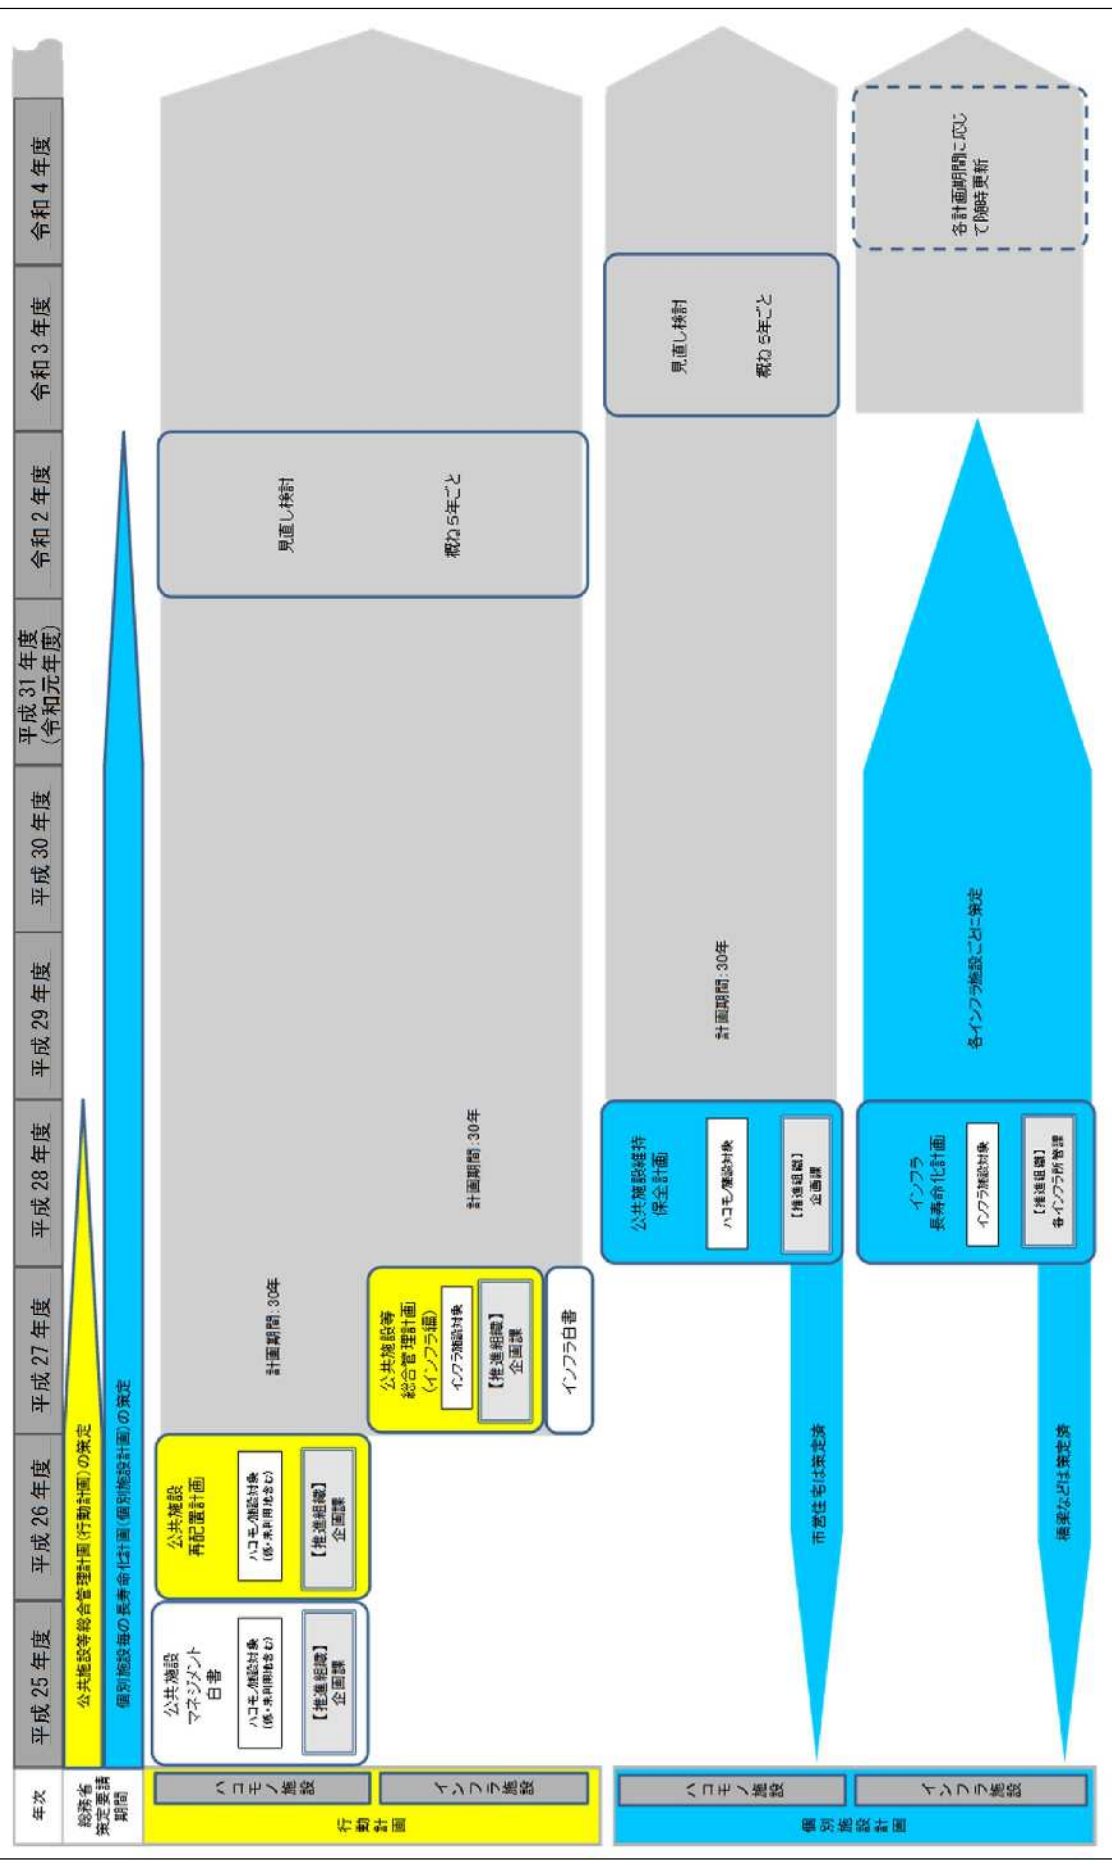 年次
平成 25 年度
平成 26 年度
平成 27 年度
平成 28 年度
平成 29 年度
平成 30 年度
平成 31 年度
（令和元年度）
令和 2 年度
令和 3 年度
令和 4 年度
総務省
策定要請
期間
公共施設等総合管理計画（行動計画）の策定
個別施設毎の長寿命化計画（個別施設計画）の策定
行動計画
ハコモノ施設
公共施設
マネジメント
白書
ハコモノ施設対象
（低・未利用地含む）
【推進組織】
企画課
公共施設
再配置計画
ハコモノ施設対象
（低・未利用地含む）
【推進組織】
企画課
計画期間：30年
見直し検討
概ね５年ごと
インフラ施設
公共施設等
総合管理計画
（インフラ編）
インフラ施設対象
【推進組織】
企画課
インフラ白書
計画期間：30年
個別施設計画
ハコモノ施設
市営住宅は策定済
公共施設維持
保全計画
ハコモノ施設対象
【推進組織】
企画課
計画期間：30年
見直し検討
概ね５年ごと
インフラ施設
橋梁などは策定済
インフラ
長寿命化計画
インフラ施設対象
【推進組織】
各インフラ所管課
各インフラ施設ごとに策定
各計画期間に応じ
て随時更新